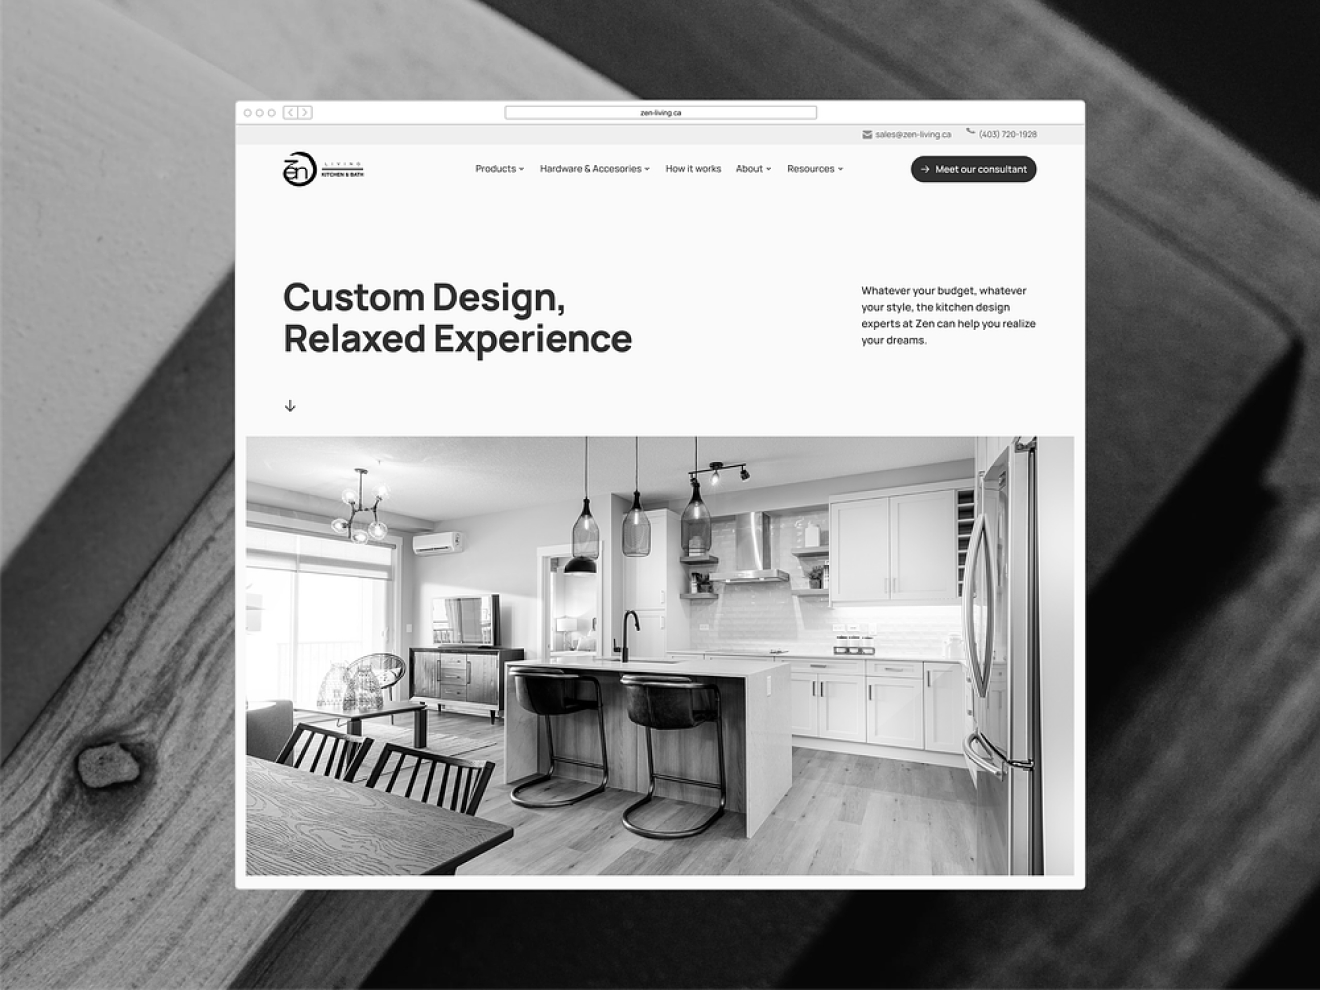 zen-living.ca
sales@zen-living.ca (403) 720-1928
zen LIVING
KITCHEN & BATH
Products Hardware & Accesories How it works About Resources Meet our consultant
Custom Design,
Relaxed Experience
Whatever your budget, whatever
your style, the kitchen design
experts at Zen can help you realize
your dreams.